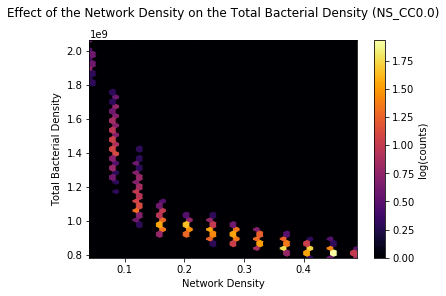 Effect of the Network Density on the Total Bacterial Density (NS_CC0.0)
1e9
2.0
1.8
1.6
1.4
1.2
1.0
0.8
Total Bacterial Density
0.1 0.2 0.3 0.4
Network Density
1.75
1.50
1.25
1.00
0.75
0.50
0.25
0.00
log(counts)